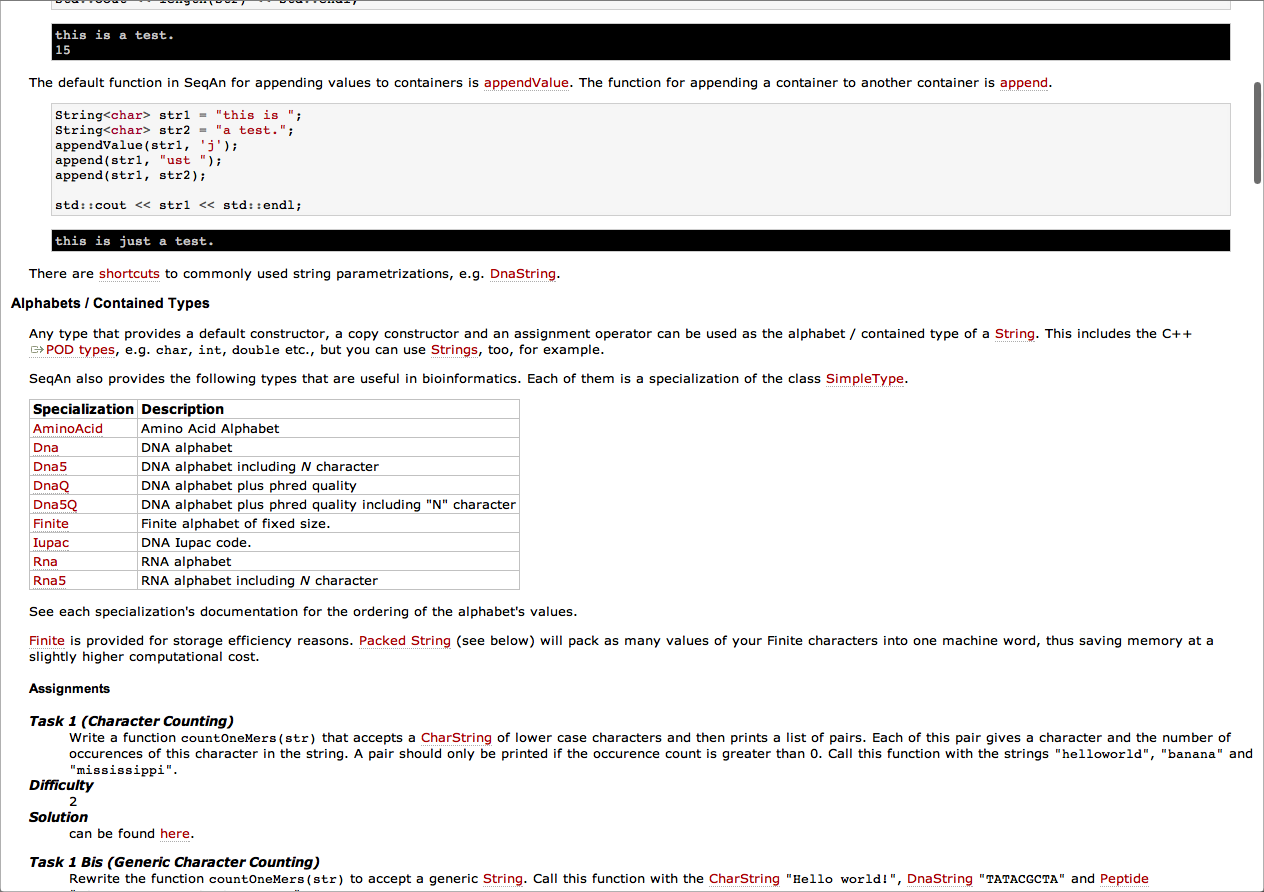 this is a test.
15
The default function in SeqAn for appending values to containers is appendValue. The function for appending a container to another container is append.
String<char> str1 = "this is ";
String<char> str2 = "a test.";
appendValue(str1, 'j');
append(str1, "ust ");
append(str1, str2);
std::cout << str1 << std::endl;
this is just a test.
There are shortcuts to commonly used string parametrizations, e.g. DnaString.
Alphabets / Contained Types
Any type that provides a default constructor, a copy constructor and an assignment operator can be used as the alphabet / contained type of a String. This includes the C++
POD types, e.g. char, int, double etc., but you can use Strings, too, for example.
SeqAn also provides the following types that are useful in bioinformatics. Each of them is a specialization of the class SimpleType.
Specialization Description
AminoAcid Amino Acid Alphabet
Dna DNA alphabet
Dna5 DNA alphabet including N character
DnaQ DNA alphabet plus phred quality
Dna5Q DNA alphabet plus phred quality including "N" character
Finite Finite alphabet of fixed size.
Iupac DNA Iupac code.
Rna RNA alphabet
Rna5 RNA alphabet including N character
See each specialization's documentation for the ordering of the alphabet's values.
Finite is provided for storage efficiency reasons. Packed String (see below) will pack as many values of your Finite characters into one machine word, thus saving memory at a
slightly higher computational cost.
Assignments
Task 1 (Character Counting)
Write a function countOneMers(str) that accepts a CharString of lower case characters and then prints a list of pairs. Each of this pair gives a character and the number of
occurences of this character in the string. A pair should only be printed if the occurence count is greater than 0. Call this function with the strings "helloworld", "banana" and
"mississippi".
Difficulty
2
Solution
can be found here.
Task 1 Bis (Generic Character Counting)
Rewrite the function countOneMers(str) to accept a generic String. Call this function with the CharString "Hello world!", DnaString "TATACGCTA" and Peptide